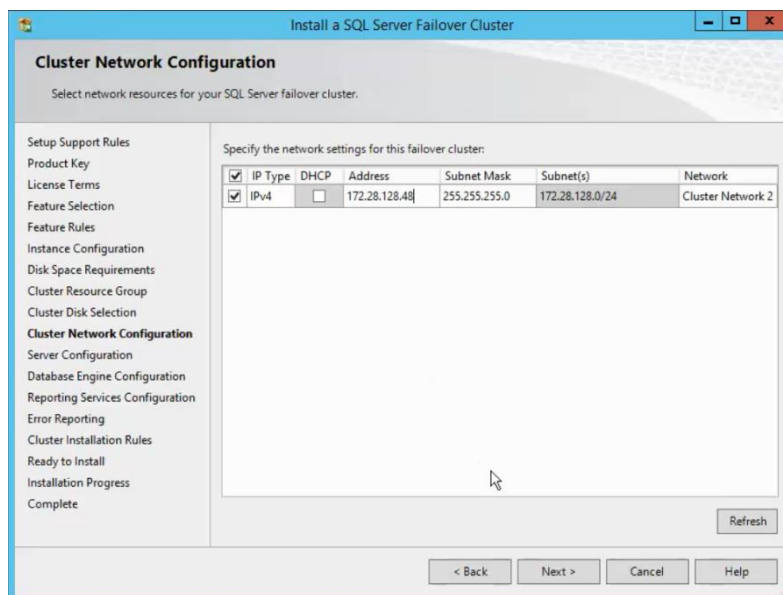 Install a SQL Server Failover Cluster
Cluster Network Configuration
Select network resources for your SQL Server failover cluster.
Setup Support Rules
Product Key
License Terms
Feature Selection
Feature Rules
Instance Configuration
Disk Space Requirements
Cluster Resource Group
Cluster Disk Selection
Cluster Network Configuration
Server Configuration
Database Engine Configuration
Reporting Services Configuration
Error Reporting
Cluster Installation Rules
Ready to Install
Installation Progress
Complete
Specify the network settings for this failover cluster:
IP Type DHCP Address Subnet Mask Subnet(s) Network
IPv4 172.28.128.48 255.255.255.0 172.28.128.0/24 Cluster Network 2
Refresh
< Back Next > Cancel Help